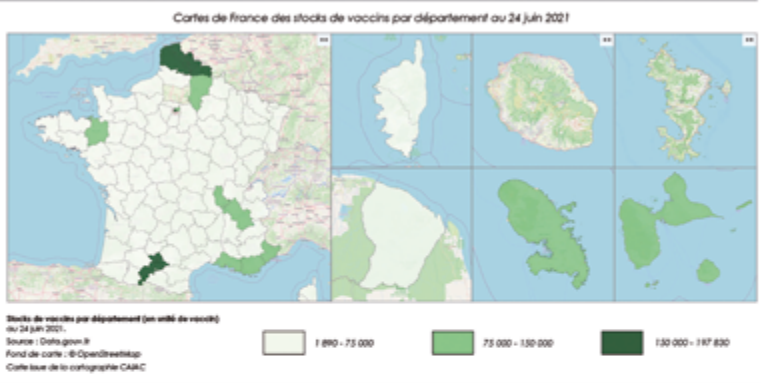 Cartes de France des stocks de vaccins par département au 24 juin 2021
Stocks de vaccins par département (en unité de vaccin)
au 24 juin 2021.
Source : Data.gouv.fr
Fond de carte : © OpenStreetMap
Carte issue de la cartographie CAIAC
1 890 - 75 000
75 000 - 150 000
150 000 - 197 830